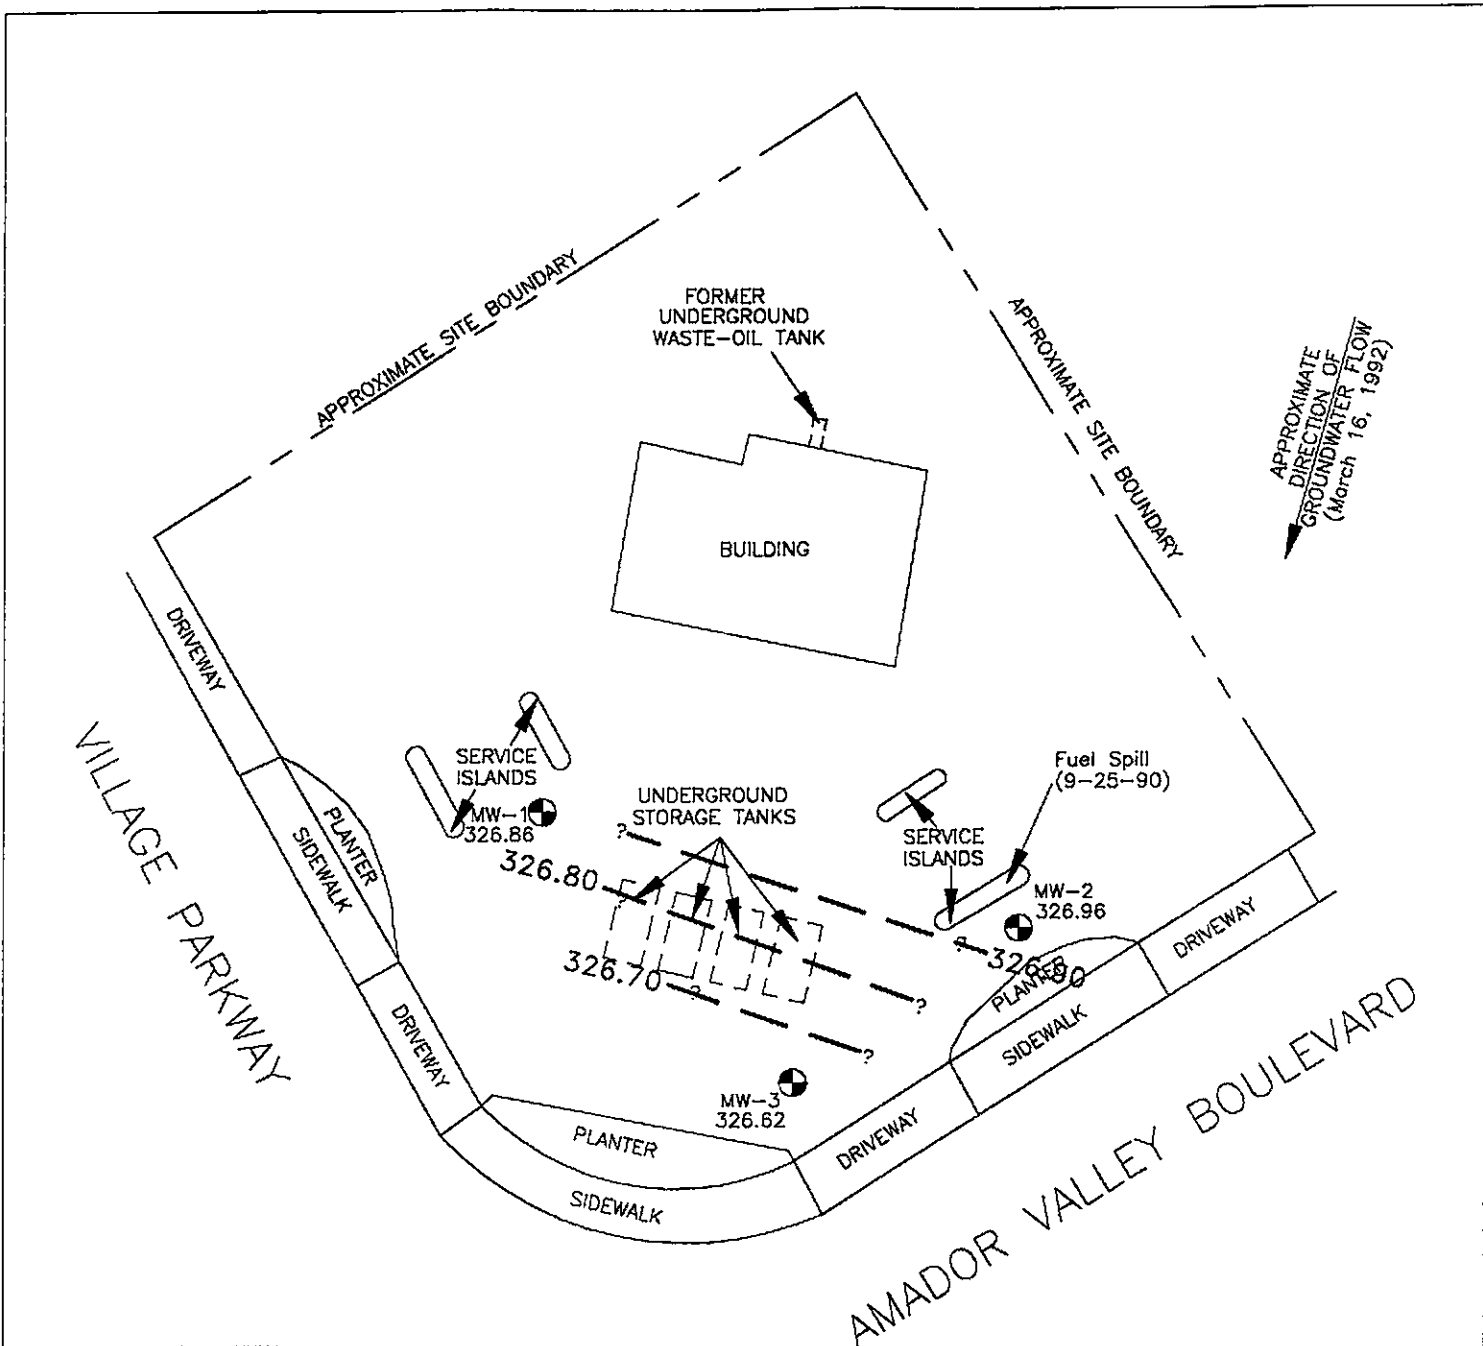 APPROXIMATE SITE BOUNDARY
FORMER
UNDERGROUND
WASTE-OIL TANK
APPROXIMATE SITE BOUNDARY
APPROXIMATE
DIRECTION OF
GROUNDWATER FLOW
(March 16, 1992)
BUILDING
DRIVEWAY
VILLAGE PARKWAY
SERVICE
ISLANDS
MW-1
326.86
PLANTER
SIDEWALK
UNDERGROUND
STORAGE TANKS
Fuel Spill
(9-25-90)
SERVICE
ISLANDS
MW-2
326.96
?
326.80
?
326.90
?
326.70
?
?
PLANTER
SIDEWALK
DRIVEWAY
DRIVEWAY
MW-3
326.62
PLANTER
SIDEWALK
DRIVEWAY
AMADOR VALLEY BOULEVARD